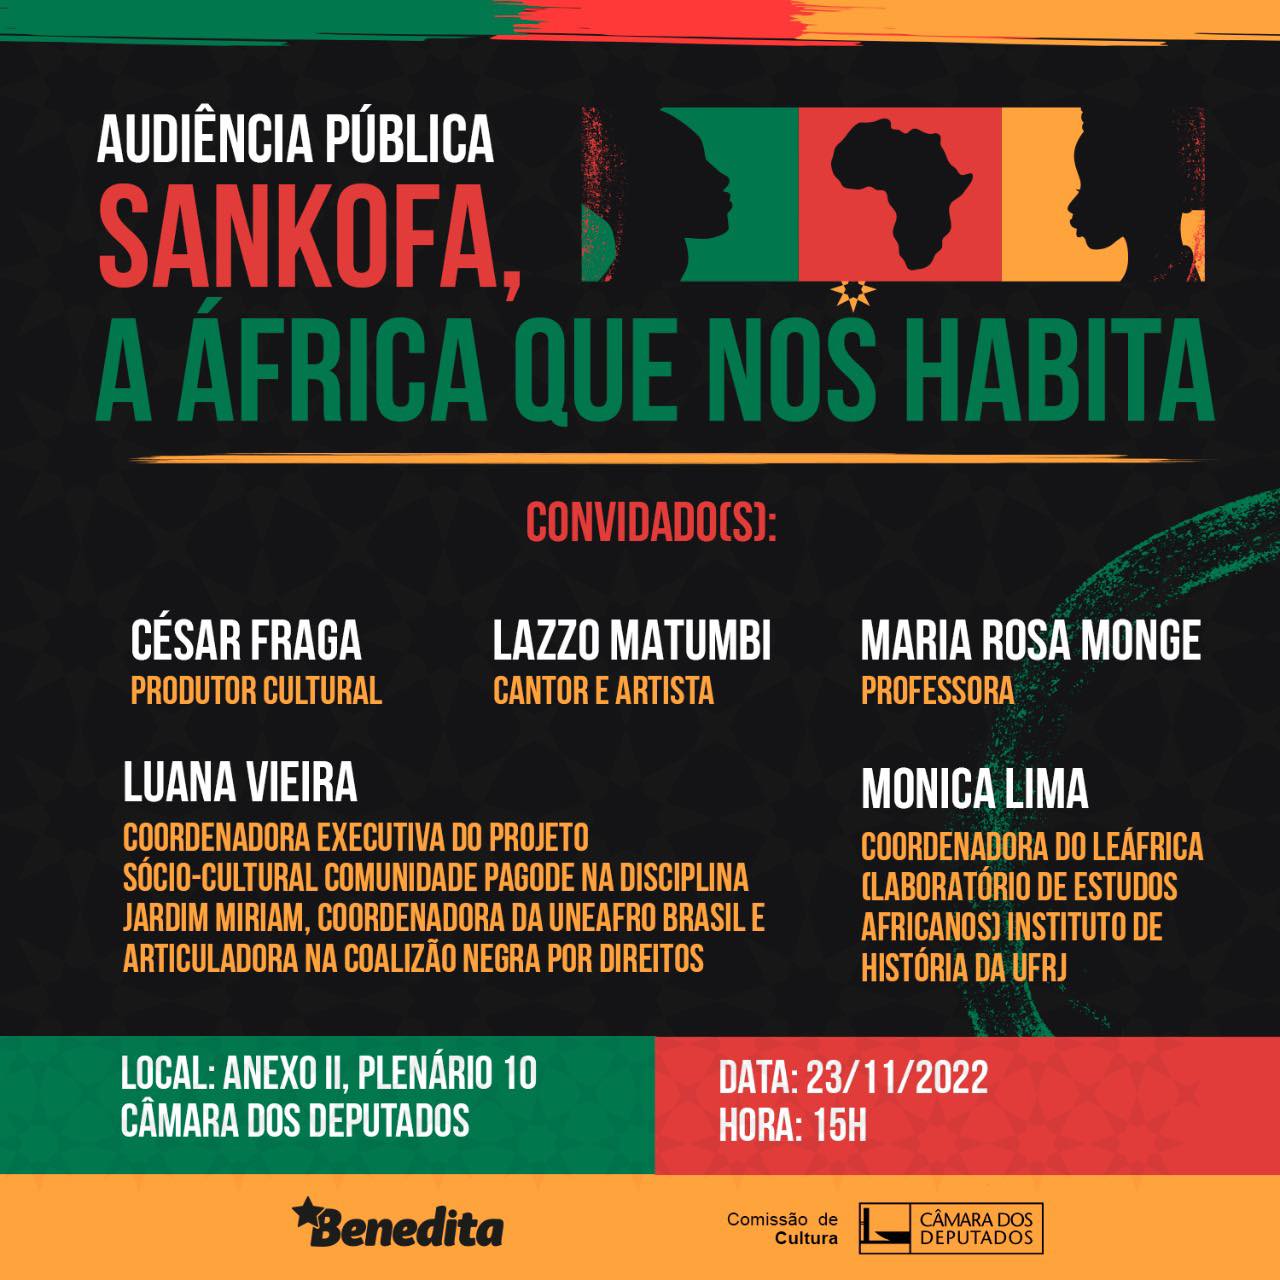 AUDIÊNCIA PÚBLICA
SANKOFA,
A ÁFRICA QUE NOS HABITA
CONVIDADO(S):
CÉSAR FRAGA
PRODUTOR CULTURAL
LAZZO MATUMBI
CANTOR E ARTISTA
MARIA ROSA MONGE
PROFESSORA
LUANA VIEIRA
COORDENADORA EXECUTIVA DO PROJETO
SÓCIO-CULTURAL COMUNIDADE PAGODE NA DISCIPLINA
JARDIM MIRIAM, COORDENADORA DA UNEAFRO BRASIL E
ARTICULADORA NA COALIZÃO NEGRA POR DIREITOS
MONICA LIMA
COORDENADORA DO LEÁFRICA
(LABORATÓRIO DE ESTUDOS
AFRICANOS) INSTITUTO DE
HISTÓRIA DA UFRJ
LOCAL: ANEXO II, PLENÁRIO 10
CÂMARA DOS DEPUTADOS
DATA: 23/11/2022
HORA: 15H
Benedita
Comissão de
Cultura
CÂMARA DOS
DEPUTADOS